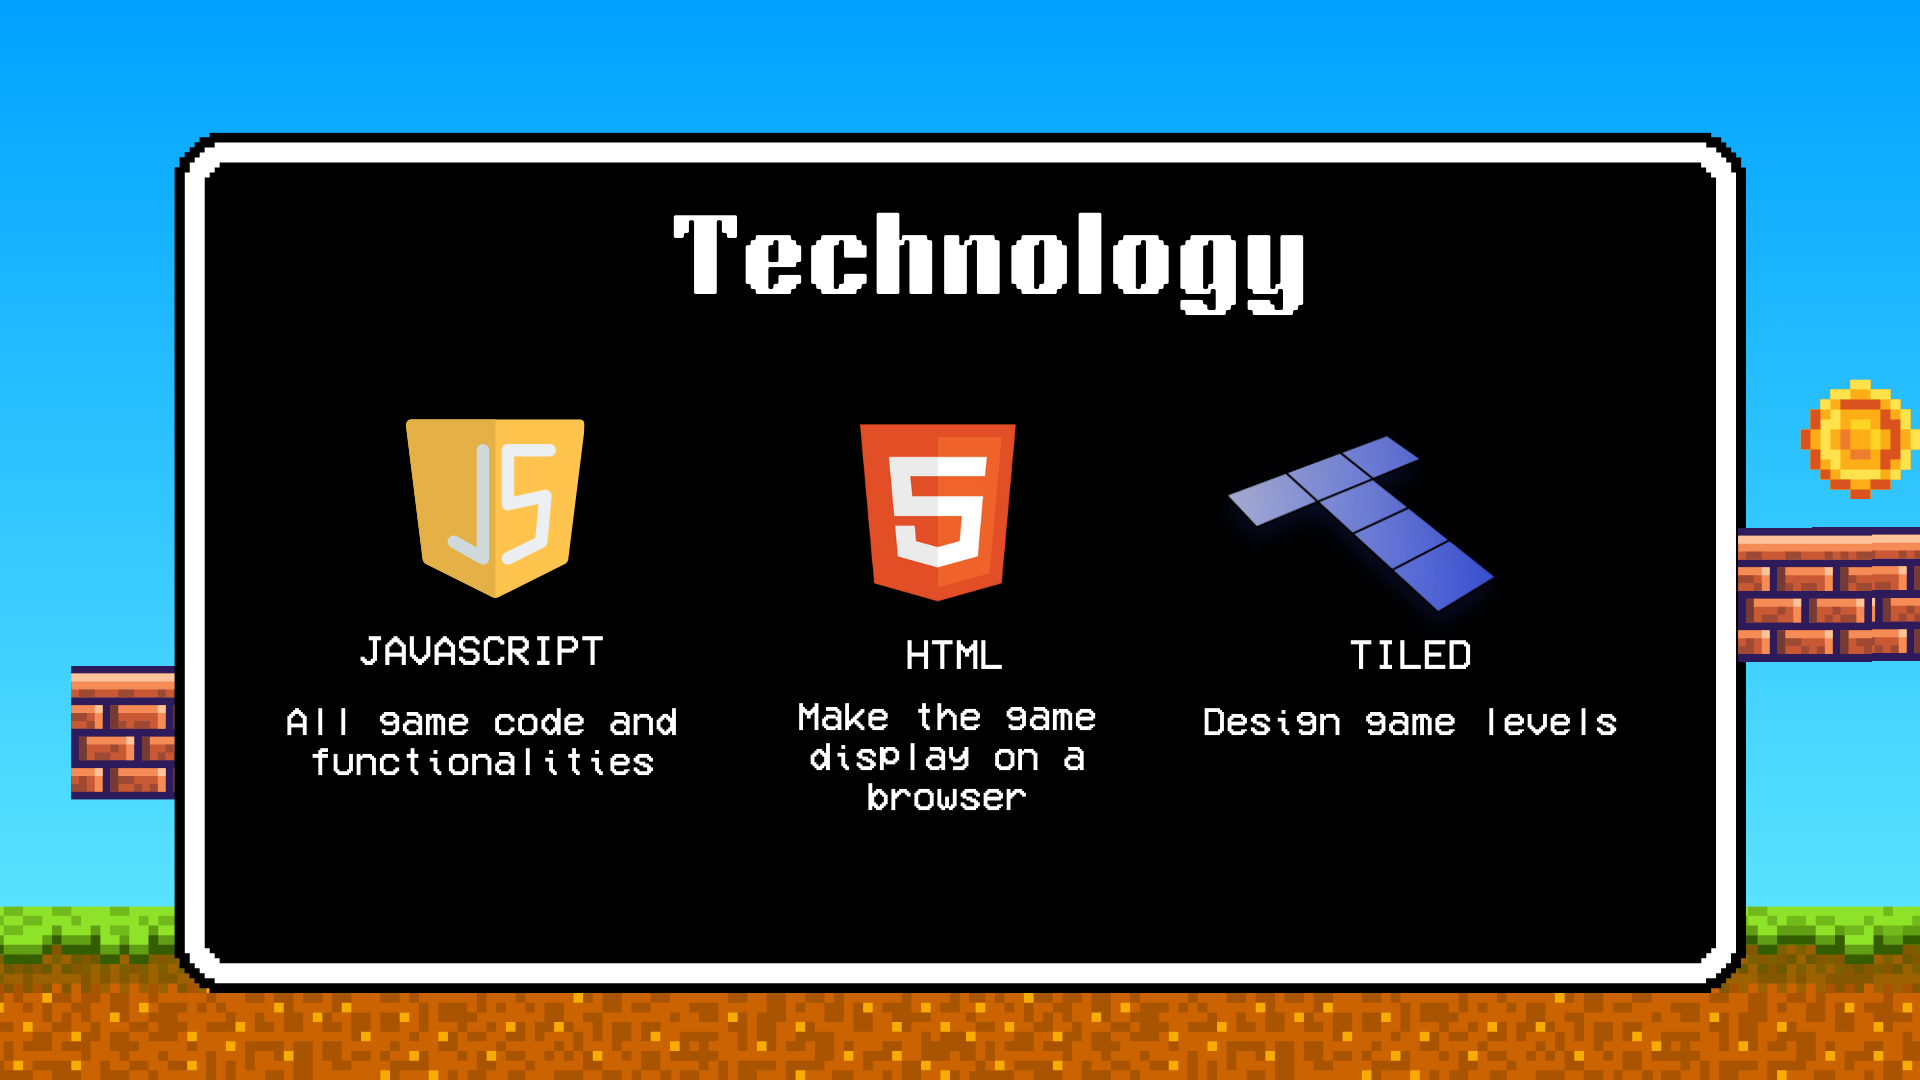 Technology
JS
5
JAVASCRIPT
All game code and
functionalities
HTML
Make the game
display on a
browser
TILED
Design game levels